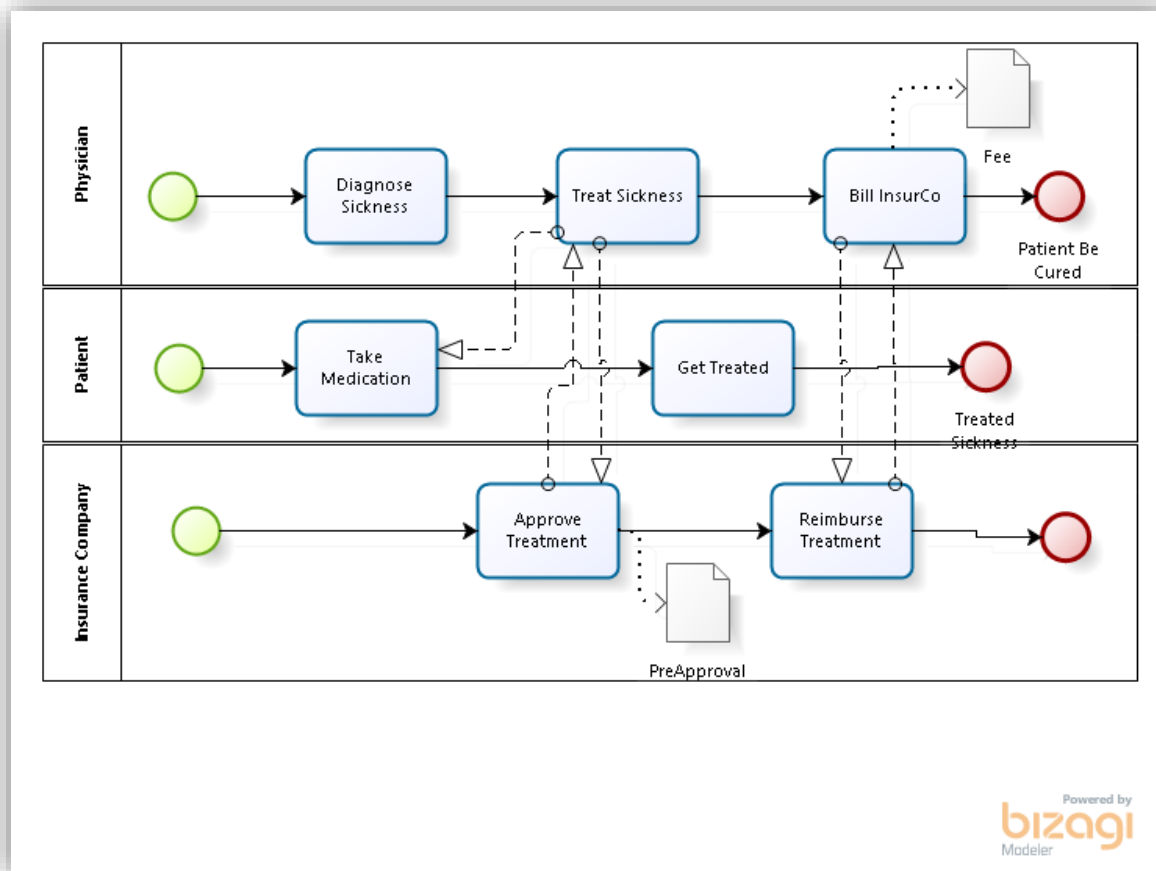 Physician
Diagnose
Sickness
Treat Sickness
Bill InsurCo
Fee
Patient Be
Cured
Patient
Take
Medication
Get Treated
Treated
Sickness
Insurance Company
Approve
Treatment
Reimburse
Treatment
PreApproval
Powered by
bizagi
Modeler